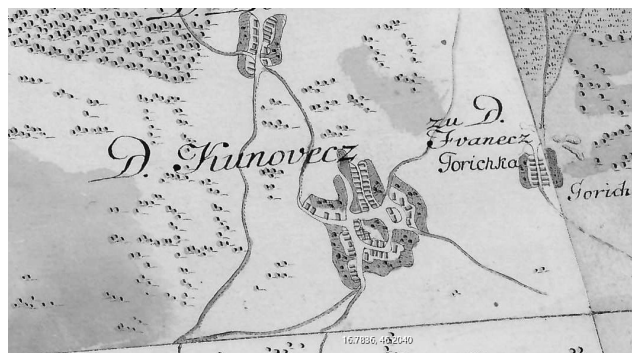 D. Kunovecz
zu D.
Ivanecz
Gorichka
Gorich
16.7836, 46.2040